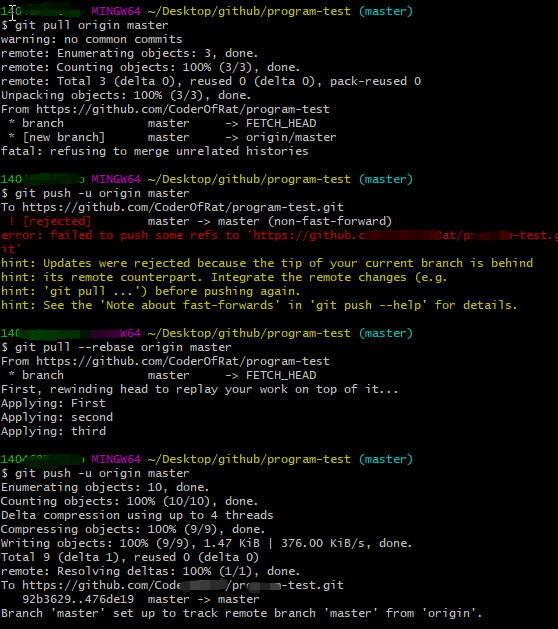 140 MINGW64 ~/Desktop/github/program-test (master)
$ git pull origin master
warning: no common commits
remote: Enumerating objects: 3, done.
remote: Counting objects: 100% (3/3), done.
remote: Total 3 (delta 0), reused 0 (delta 0), pack-reused 0
Unpacking objects: 100% (3/3), done.
From https://github.com/CoderOfRat/program-test
 * branch            master     -> FETCH_HEAD
 * [new branch]      master     -> origin/master
fatal: refusing to merge unrelated histories
140 MINGW64 ~/Desktop/github/program-test (master)
$ git push -u origin master
To https://github.com/CoderOfRat/program-test.git
 ! [rejected]        master -> master (non-fast-forward)
error: failed to push some refs to 'https://github.c at/p n-test.g
it'
hint: Updates were rejected because the tip of your current branch is behind
hint: its remote counterpart. Integrate the remote changes (e.g.
hint: 'git pull ...') before pushing again.
hint: See the 'Note about fast-forwards' in 'git push --help' for details.
140 W64 ~/Desktop/github/program-test (master)
$ git pull --rebase origin master
From https://github.com/CoderOfRat/program-test
 * branch            master     -> FETCH_HEAD
First, rewinding head to replay your work on top of it...
Applying: First
Applying: second
Applying: third
140 MINGW64 ~/Desktop/github/program-test (master)
$ git push -u origin master
Enumerating objects: 10, done.
Counting objects: 100% (10/10), done.
Delta compression using up to 4 threads
Compressing objects: 100% (9/9), done.
Writing objects: 100% (9/9), 1.47 KiB | 376.00 KiB/s, done.
Total 9 (delta 1), reused 0 (delta 0)
remote: Resolving deltas: 100% (1/1), done.
To https://github.com/Code /pr m-test.git
   92b3629..476de19  master -> master
Branch 'master' set up to track remote branch 'master' from 'origin'.